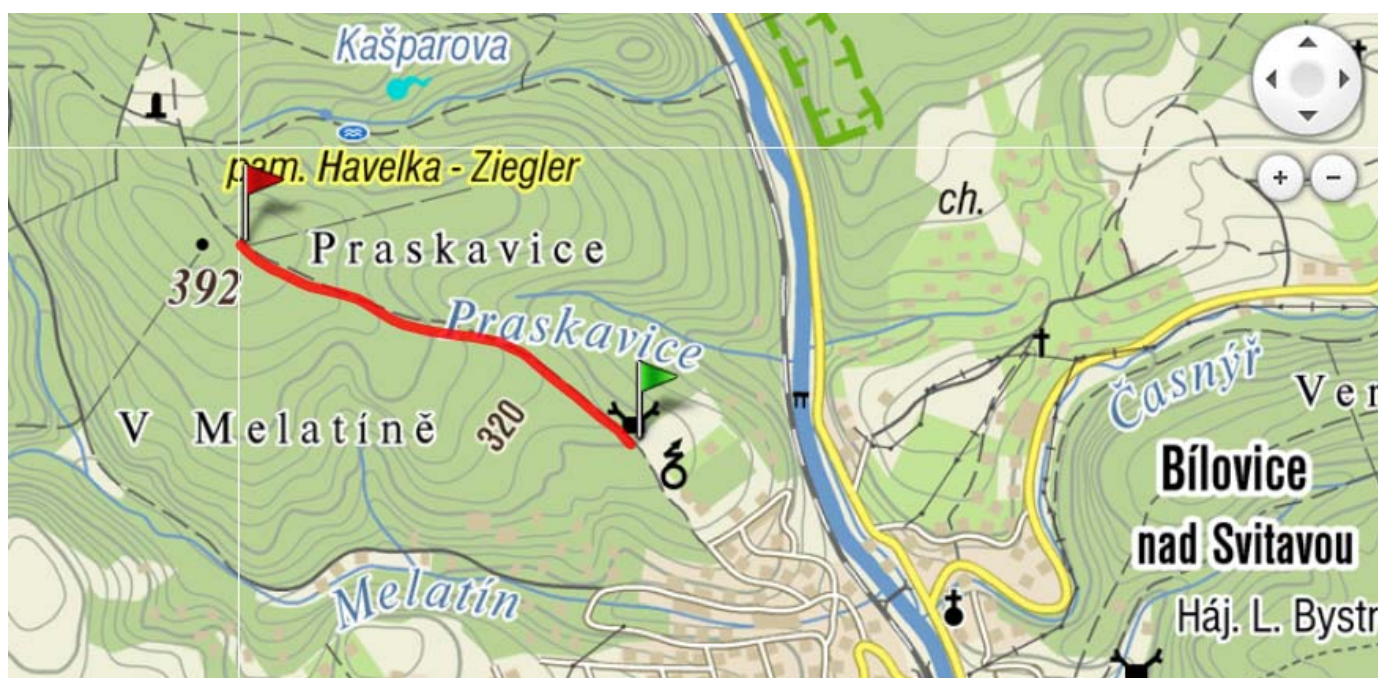 Kašparova
pam. Havelka - Ziegler
ch.
Praskavice
392
Praskavice
Časnýř
V Melatíně
320
Ver
Bílovice
nad Svitavou
Melatín
Háj. L. Bystr
+ −